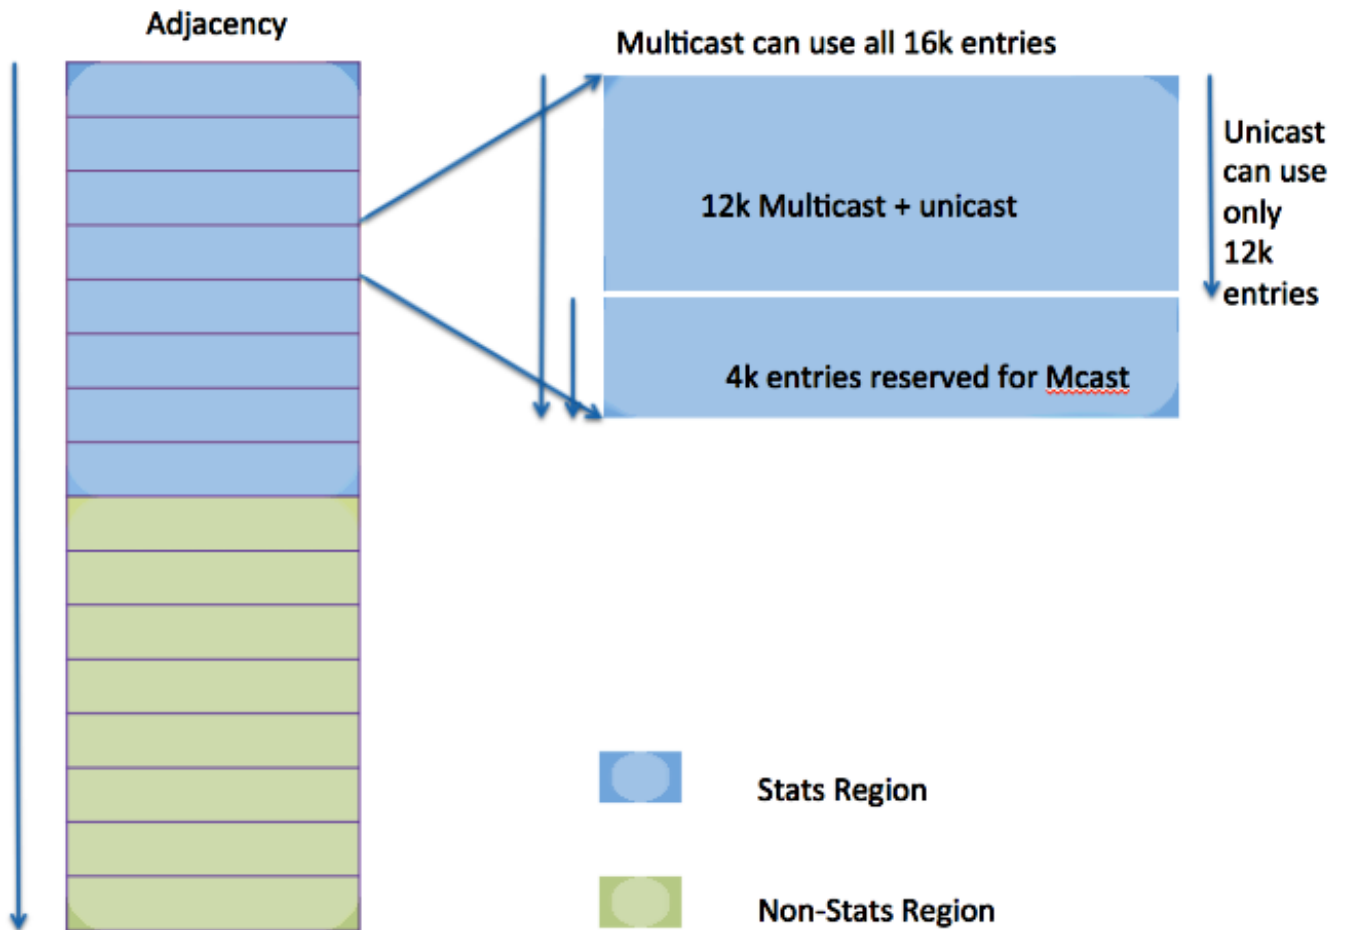 Adjacency
Multicast can use all 16k entries
Unicast
can use
only
12k
entries
12k Multicast + unicast
4k entries reserved for Mcast
Stats Region
Non-Stats Region